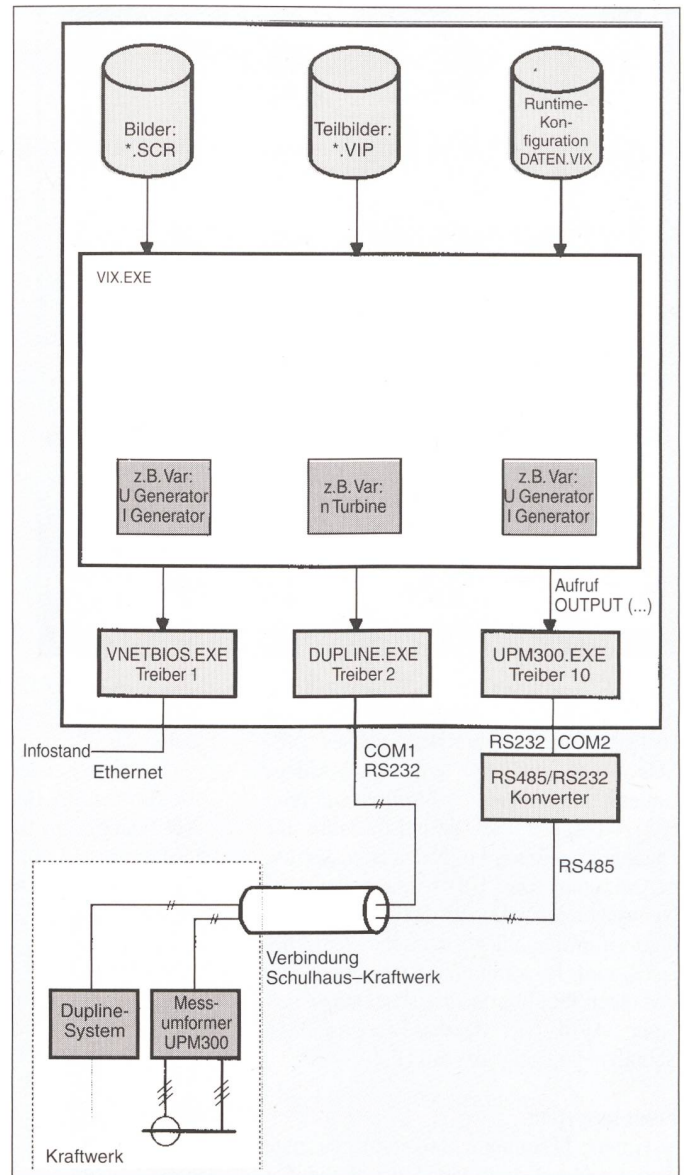 Bilder:
*.SCR
Teilbilder:
*.VIP
Runtime-
Kon-
figuration
DATEN.VIX
VIX.EXE
z.B. Var:
U Generator
I Generator
z.B. Var:
n Turbine
z.B. Var:
U Generator
I Generator
Aufruf
OUTPUT (...)
VNETBIOS.EXE
Treiber 1
DUPLINE.EXE
Treiber 2
UPM300.EXE
Treiber 10
Infostand
Ethernet
COM1
RS232
RS232 COM2
RS485/RS232
Konverter
RS485
Verbindung
Schulhaus–Kraftwerk
Dupline-
System
Mess-
umformer
UPM300
Kraftwerk